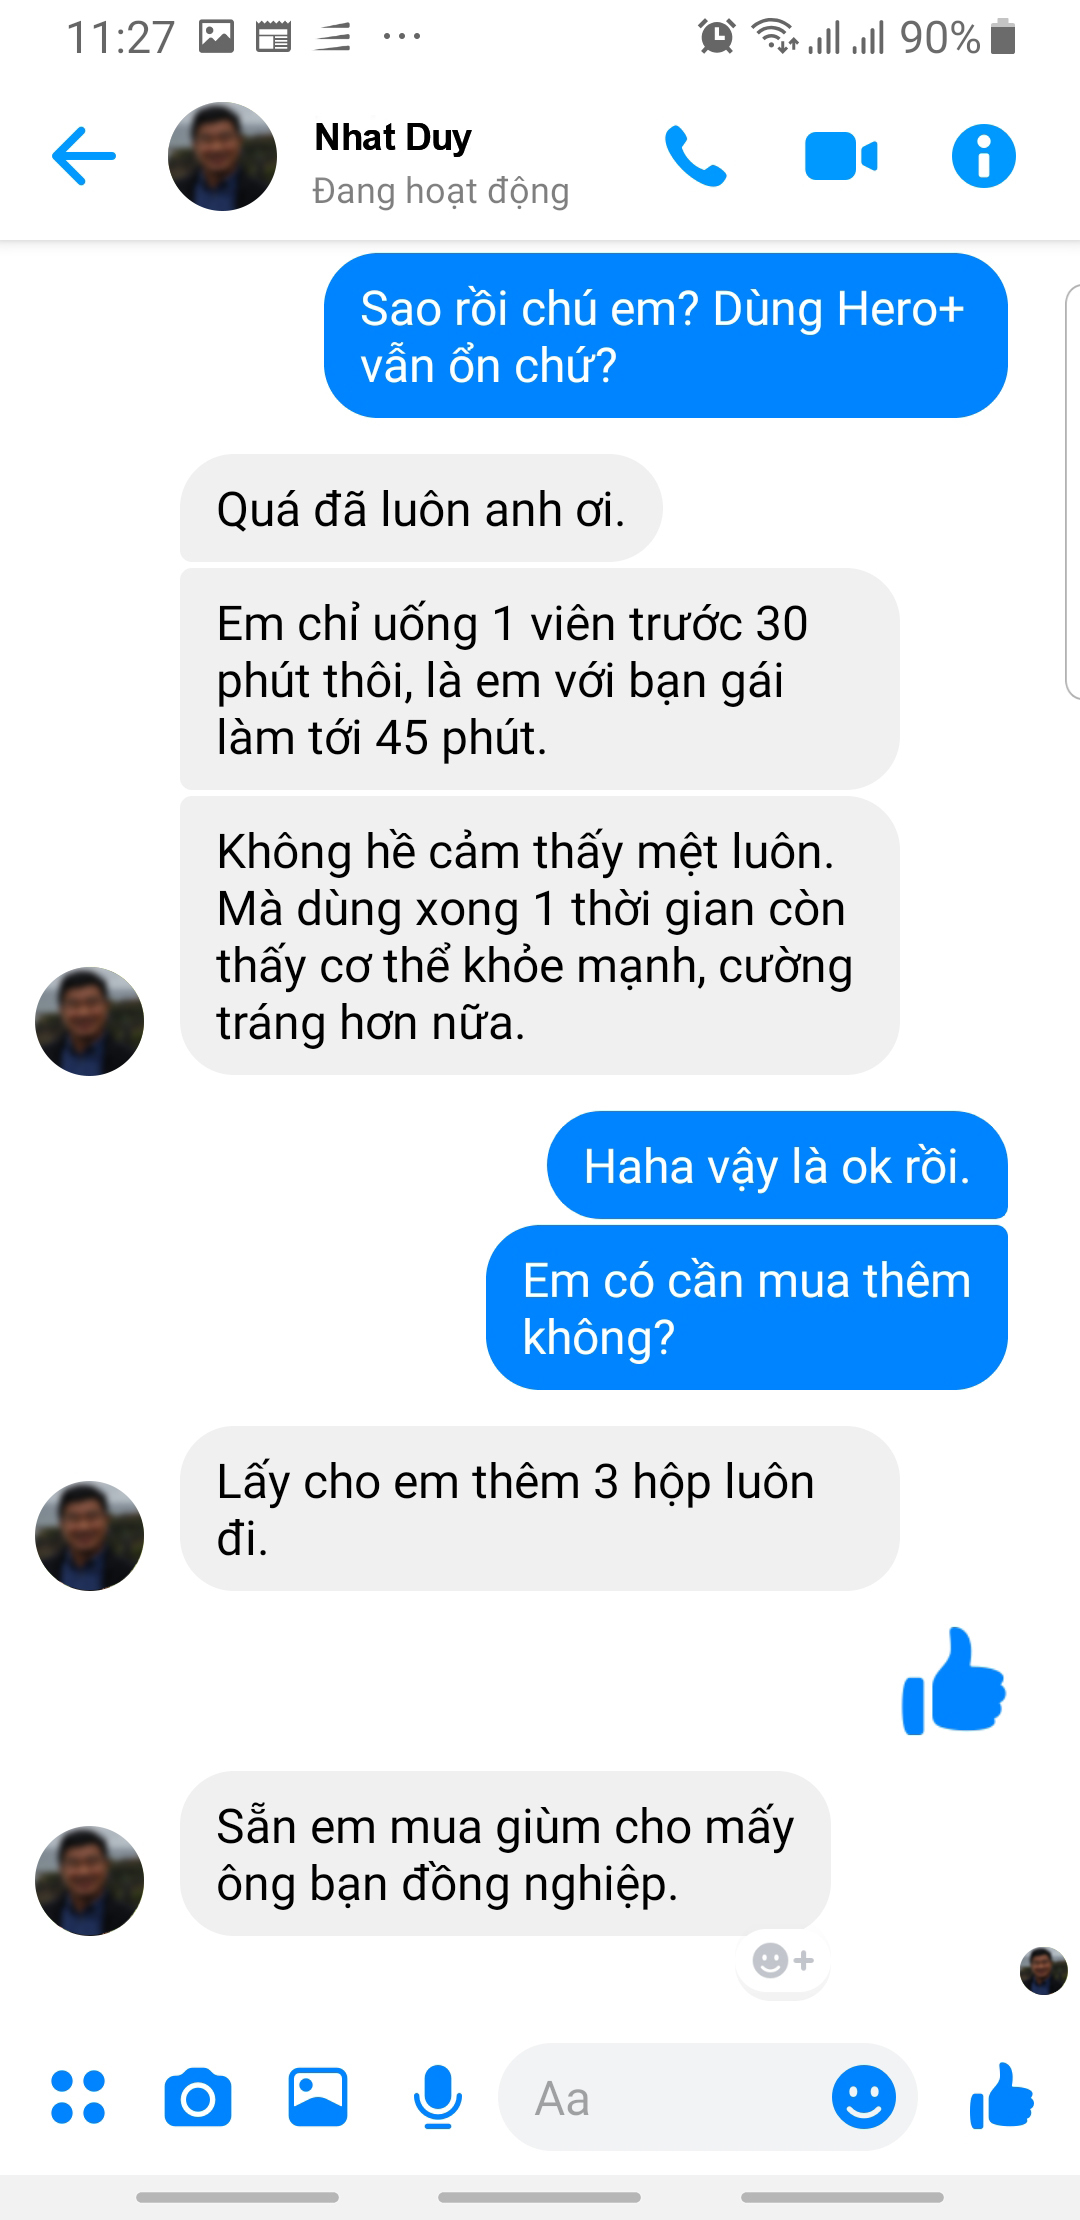 11:27
90%
Nhat Duy
Đang hoạt động
Sao rồi chú em? Dùng Hero+
vẫn ổn chứ?
Quá đã luôn anh ơi.
Em chỉ uống 1 viên trước 30
phút thôi, là em với bạn gái
làm tới 45 phút.
Không hề cảm thấy mệt luôn.
Mà dùng xong 1 thời gian còn
thấy cơ thể khỏe mạnh, cường
tráng hơn nữa.
Haha vậy là ok rồi.
Em có cần mua thêm
không?
Lấy cho em thêm 3 hộp luôn
đi.
Sẵn em mua giùm cho mấy
ông bạn đồng nghiệp.
Aa